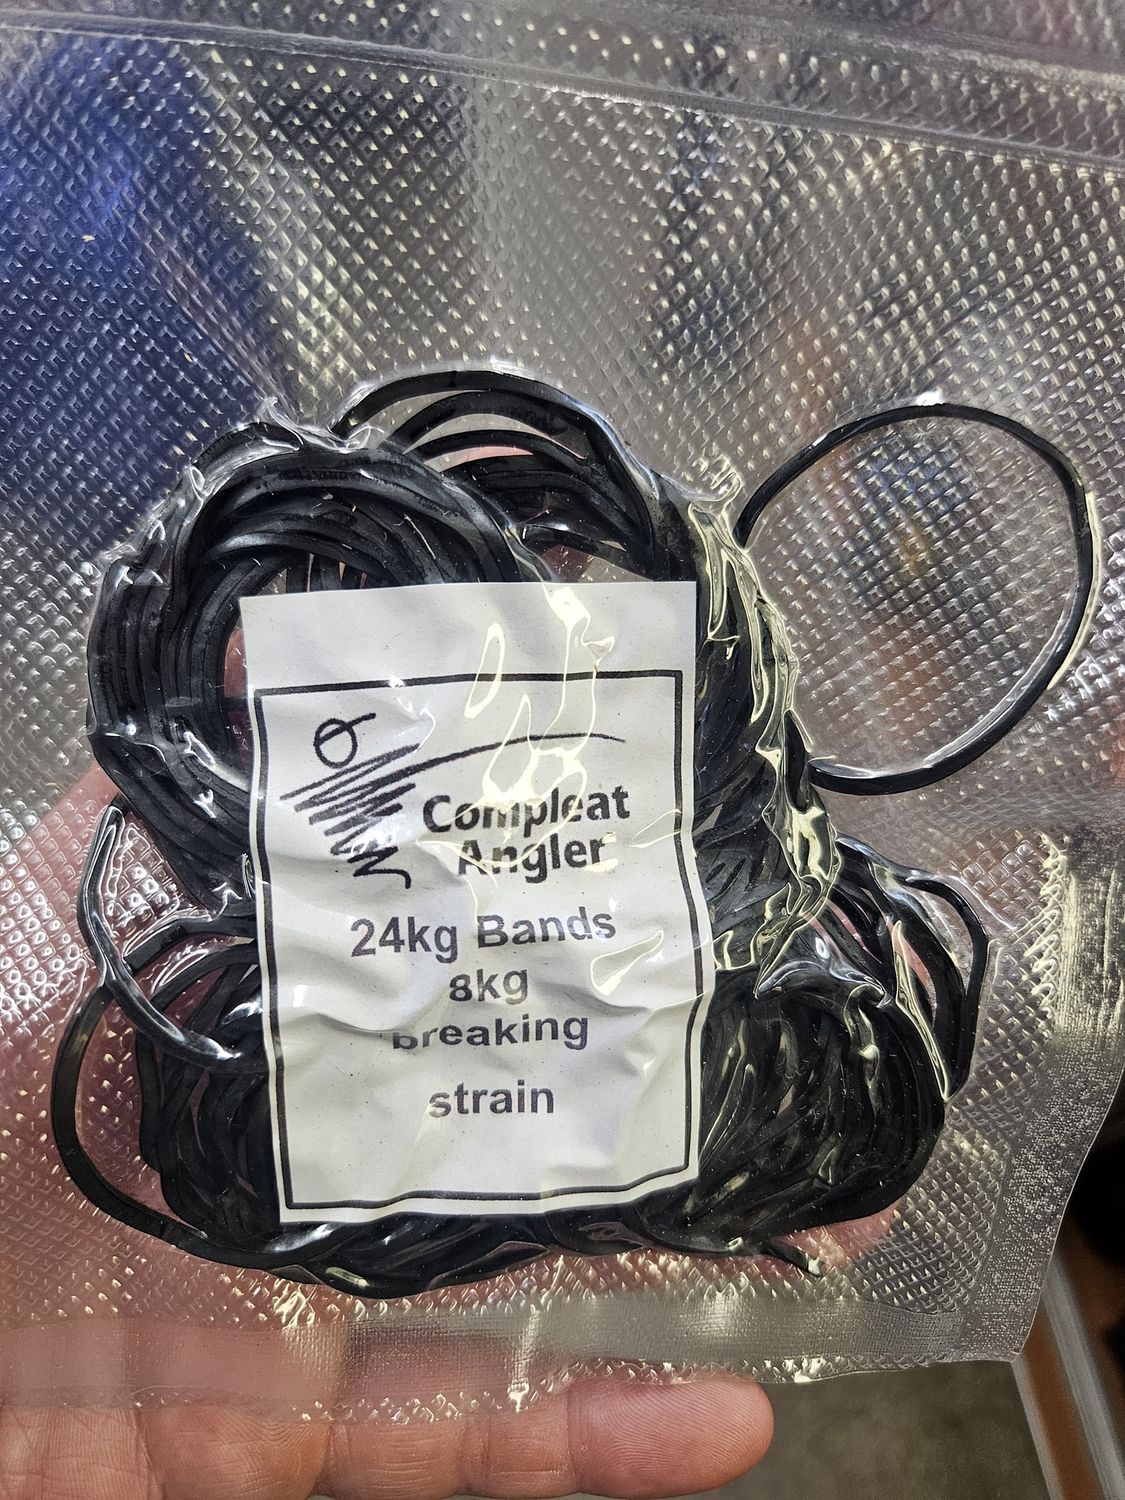 Compleat
Angler
24kg Bands
8kg
breaking
strain